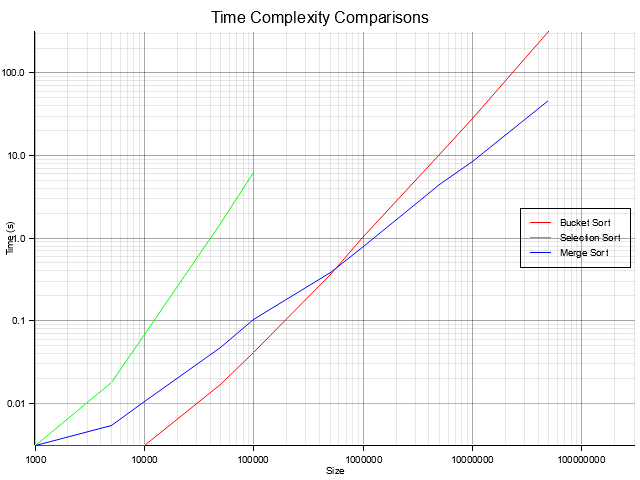 Time Complexity Comparisons
100.0
10.0
1.0
0.1
0.01
Time (s)
Bucket Sort
Selection Sort
Merge Sort
1000
10000
100000
1000000
10000000
100000000
Size